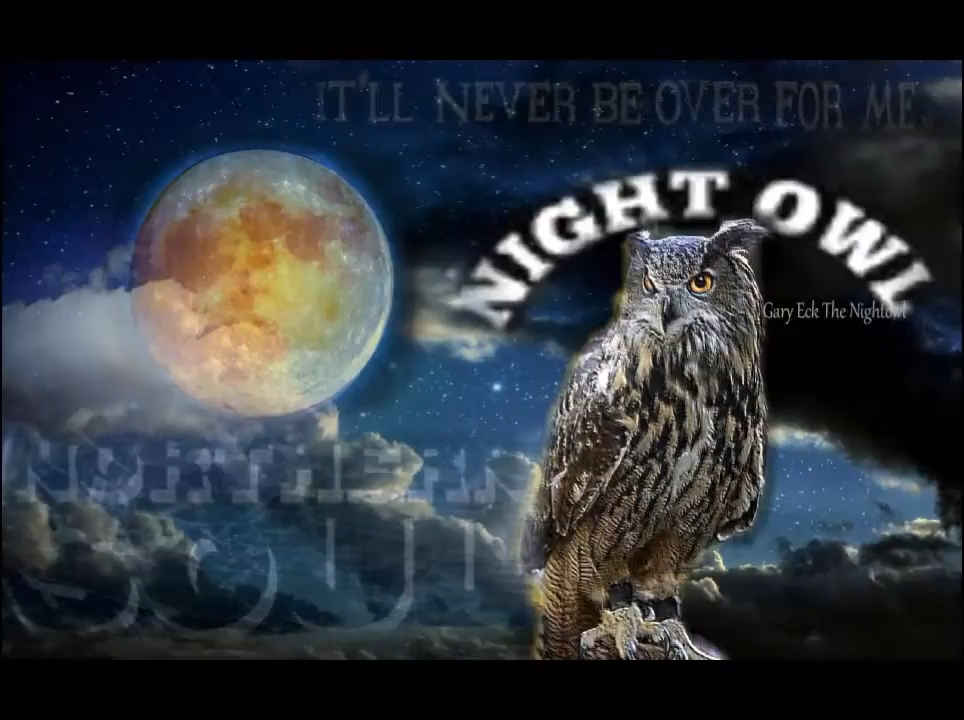 IT'LL NEVER BE OVER FOR ME.
NIGHT OWL
Gary Eck The Nightowl
NORTHERN
SOUL